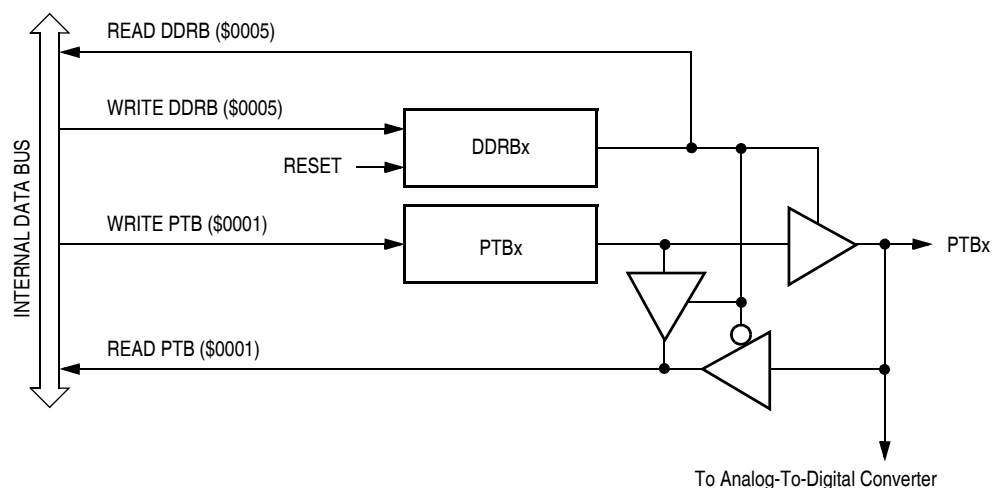 READ DDRB ($0005)
WRITE DDRB ($0005)
DDRBx
RESET
INTERNAL DATA BUS
WRITE PTB ($0001)
PTBx
PTBx
READ PTB ($0001)
To Analog-To-Digital Converter